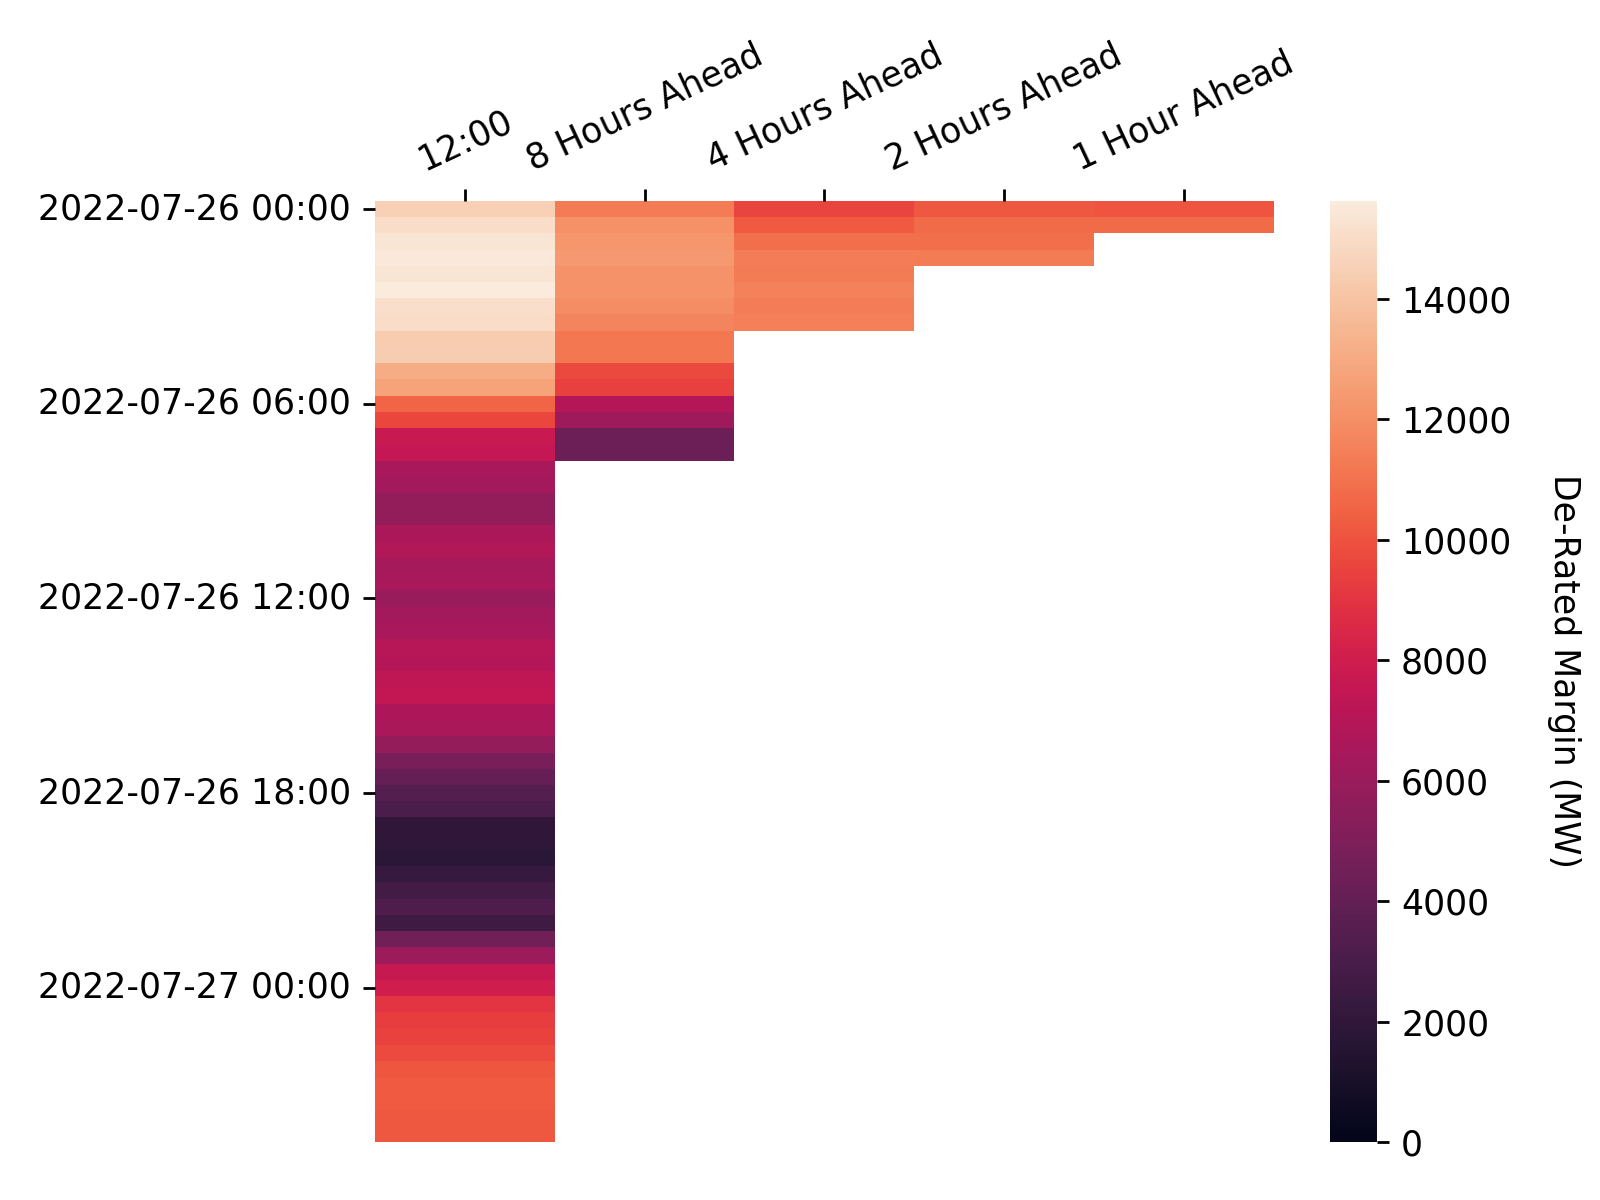 12:00
8 Hours Ahead
4 Hours Ahead
2 Hours Ahead
1 Hour Ahead
2022-07-26 00:00
2022-07-26 06:00
2022-07-26 12:00
2022-07-26 18:00
2022-07-27 00:00
14000
12000
10000
8000
6000
4000
2000
0
De-Rated Margin (MW)